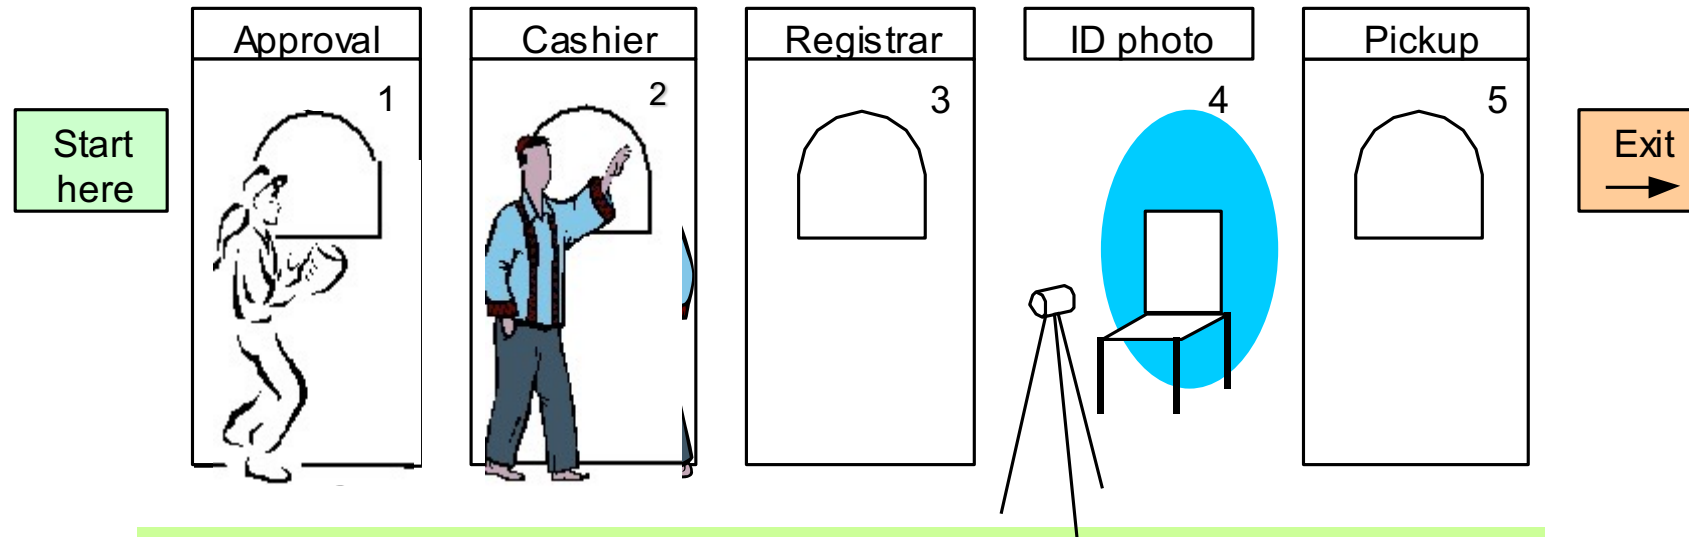 Approval
Cashier
Registrar
ID photo
Pickup
1
2
3
4
5
Start
here
Exit